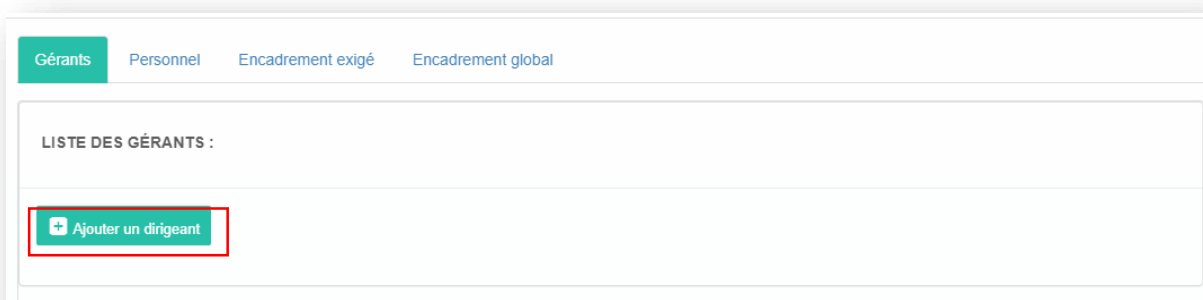 Gérants Personnel Encadrement exigé Encadrement global
LISTE DES GÉRANTS :
Ajouter un dirigeant